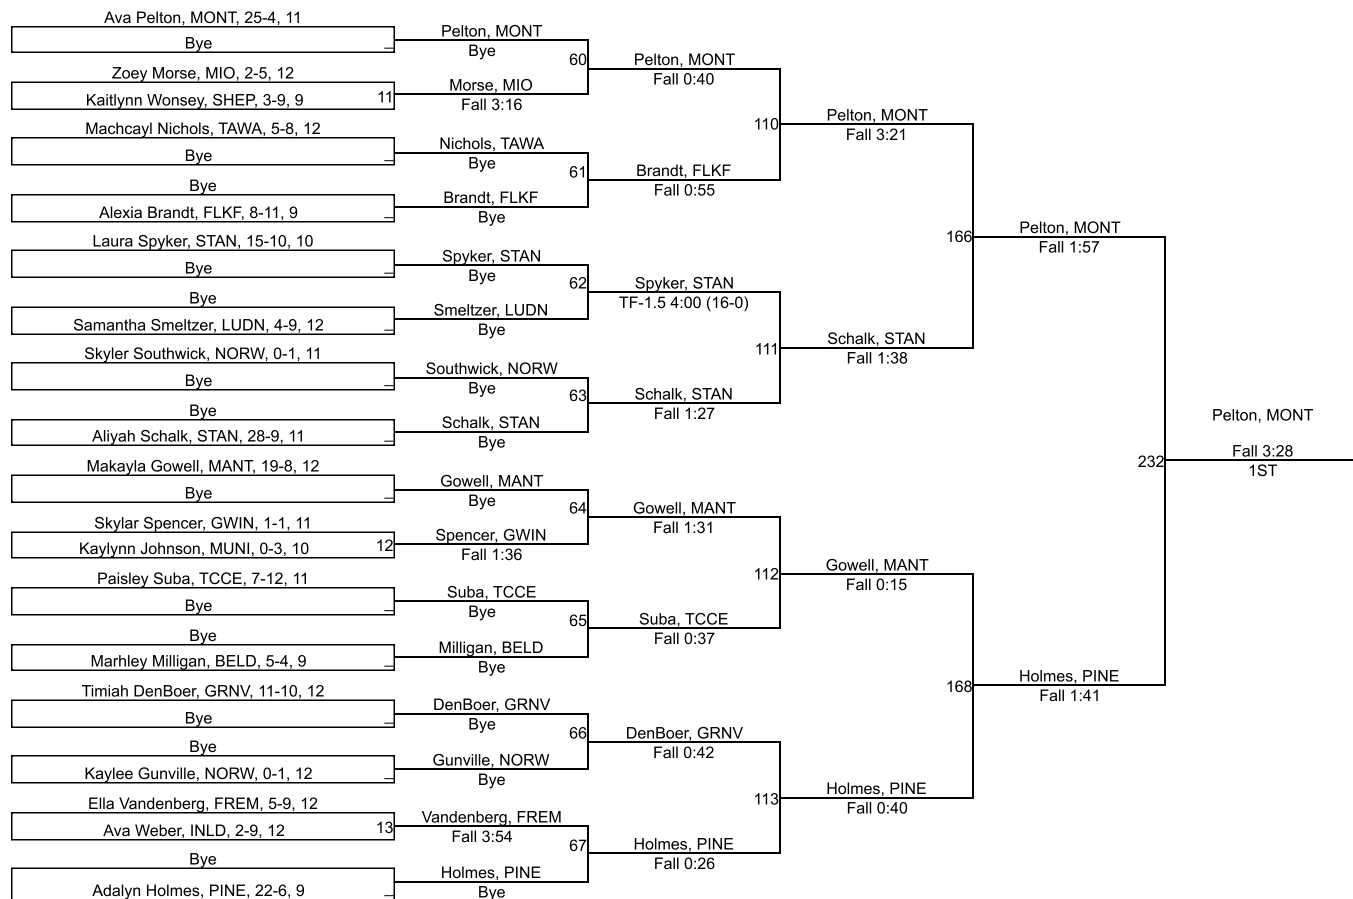 Ava Pelton, MONT, 25-4, 11
Bye
Zoey Morse, MIO, 2-5, 12
Kaitlynn Wonsey, SHEP, 3-9, 9
11
Machcayl Nichols, TAWA, 5-8, 12
Bye
Bye
Alexia Brandt, FLKF, 8-11, 9
Laura Spyker, STAN, 15-10, 10
Bye
Bye
Samantha Smeltzer, LUDN, 4-9, 12
Skyler Southwick, NORW, 0-1, 11
Bye
Bye
Aliyah Schalk, STAN, 28-9, 11
Makayla Gowell, MANT, 19-8, 12
Bye
Skylar Spencer, GWIN, 1-1, 11
Kaylynn Johnson, MUNI, 0-3, 10
12
Paisley Suba, TCCE, 7-12, 11
Bye
Bye
Marhley Milligan, BELD, 5-4, 9
Timiah DenBoer, GRNV, 11-10, 12
Bye
Bye
Kaylee Gunville, NORW, 0-1, 12
Ella Vandenberg, FREM, 5-9, 12
Ava Weber, INLD, 2-9, 12
13
Bye
Adalyn Holmes, PINE, 22-6, 9
Pelton, MONT
Bye
60
Morse, MIO
Fall 3:16
Nichols, TAWA
Bye
61
Brandt, FLKF
Bye
Spyker, STAN
Bye
62
Smeltzer, LUDN
Bye
Southwick, NORW
Bye
63
Schalk, STAN
Bye
Gowell, MANT
Bye
64
Spencer, GWIN
Fall 1:36
Suba, TCCE
Bye
65
Milligan, BELD
Bye
DenBoer, GRNV
Bye
66
Gunville, NORW
Bye
Vandenberg, FREM
Fall 3:54
67
Holmes, PINE
Bye
Pelton, MONT
Fall 0:40
110
Brandt, FLKF
Fall 0:55
Spyker, STAN
TF-1.5 4:00 (16-0)
111
Schalk, STAN
Fall 1:27
Gowell, MANT
Fall 1:31
112
Suba, TCCE
Fall 0:37
DenBoer, GRNV
Fall 0:42
113
Holmes, PINE
Fall 0:26
Pelton, MONT
Fall 3:21
166
Schalk, STAN
Fall 1:38
Gowell, MANT
Fall 0:15
168
Holmes, PINE
Fall 0:40
Pelton, MONT
Fall 1:57
232
Holmes, PINE
Fall 1:41
Pelton, MONT
Fall 3:28
1ST